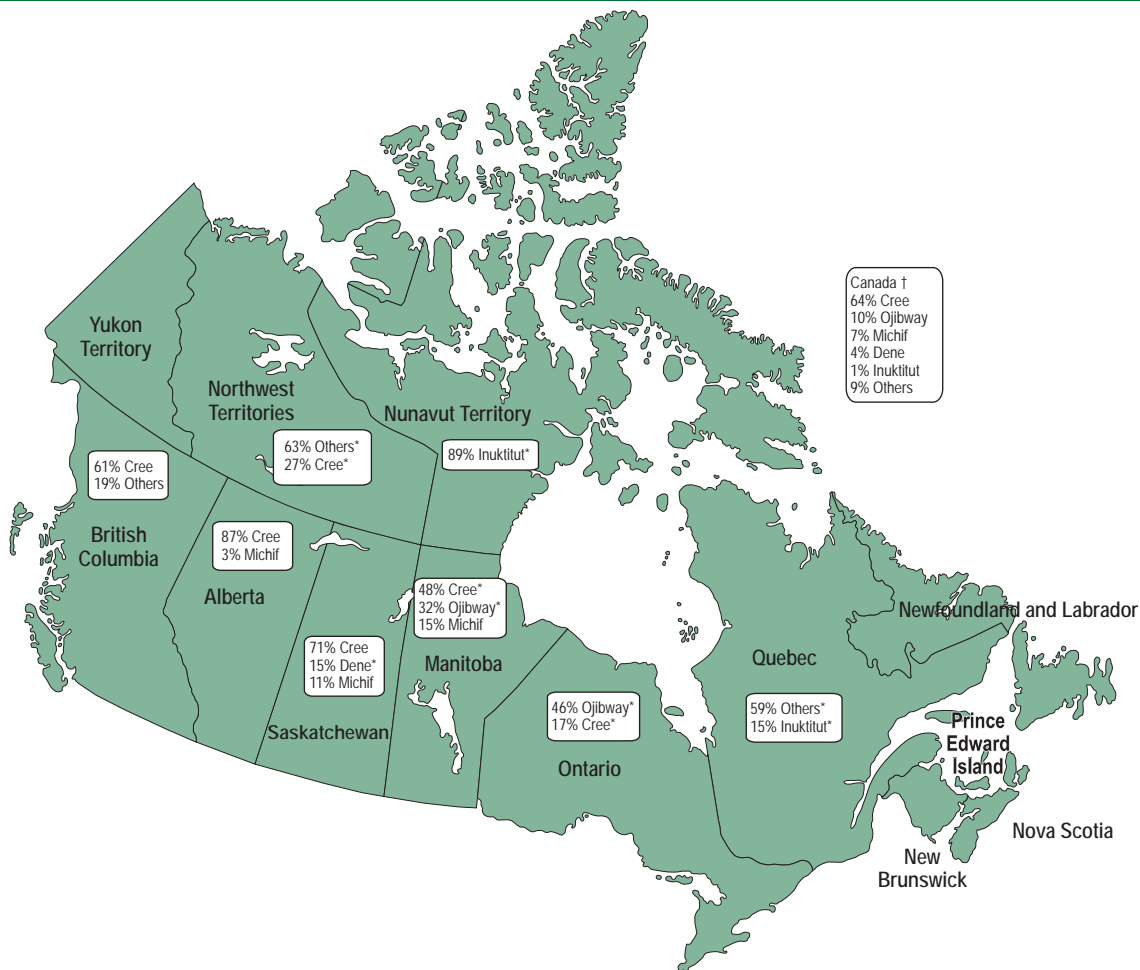 Canada †
64% Cree
10% Ojibway
7% Michif
4% Dene
1% Inuktitut
9% Others
Yukon
Territory
Northwest
Territories
63% Others*
27% Cree*
Nunavut Territory
89% Inuktitut*
61% Cree
19% Others
British
Columbia
87% Cree
3% Michif
Alberta
71% Cree
15% Dene*
11% Michif
Saskatchewan
48% Cree*
32% Ojibway*
15% Michif
Manitoba
46% Ojibway*
17% Cree*
Ontario
Quebec
59% Others*
15% Inuktitut*
Newfoundland and Labrador
Prince
Edward
Island
Nova Scotia
New
Brunswick